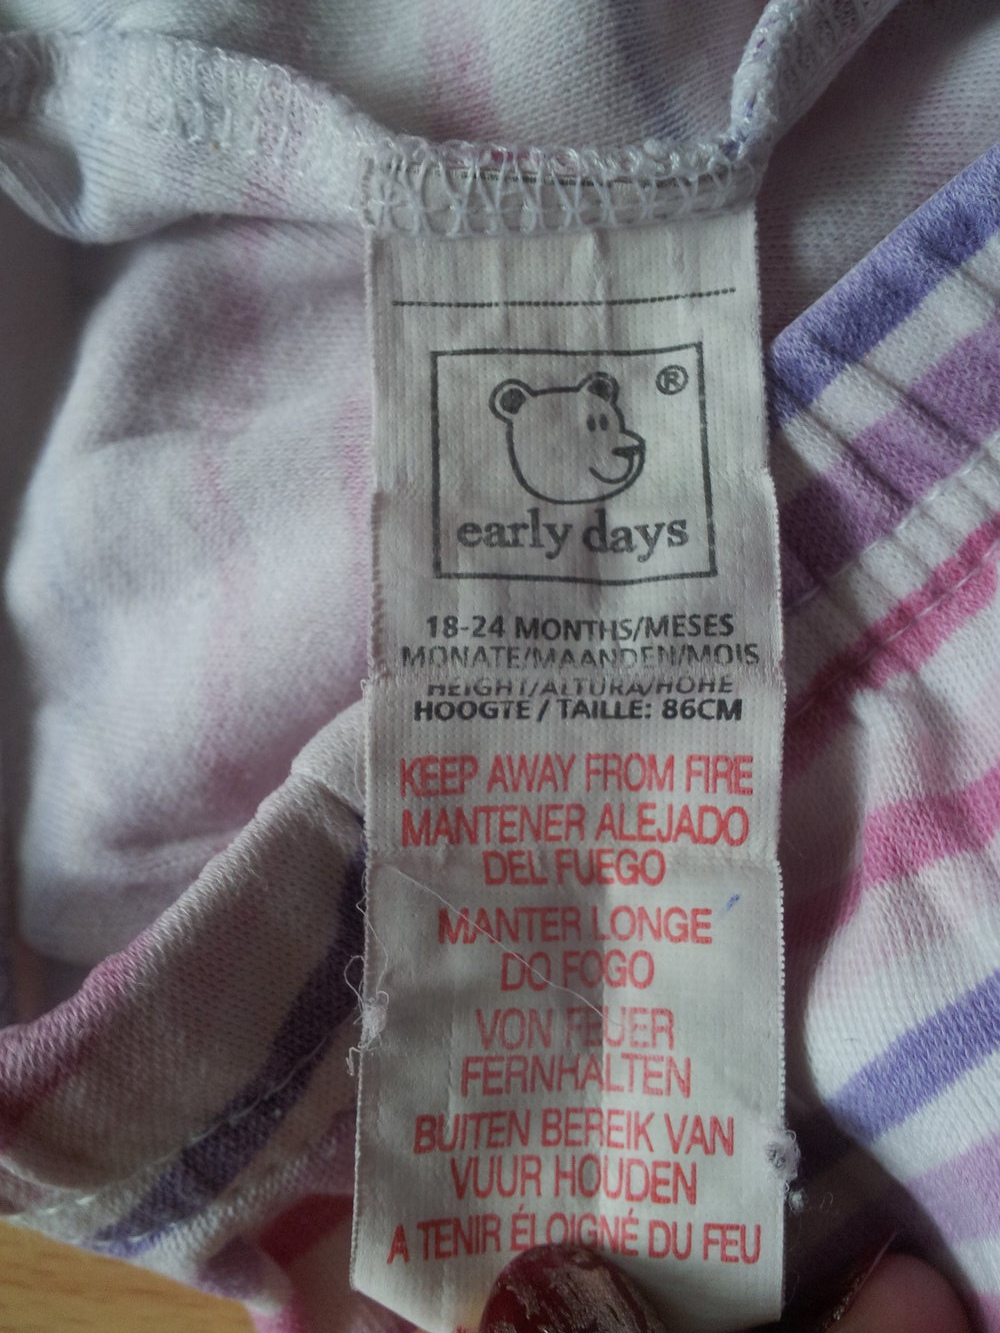 ®
early days
18-24 MONTHS/MESES
MONATE/MAANDEN/MOIS
HEIGHT/ALTURA/HÖHE
HOOGTE / TAILLE: 86CM
KEEP AWAY FROM FIRE
MANTENER ALEJADO
DEL FUEGO
MANTER LONGE
DO FOGO
VON FEUER
FERNHALTEN
BUITEN BEREIK VAN
VUUR HOUDEN
A TENIR ÉLOIGNÉ DU FEU